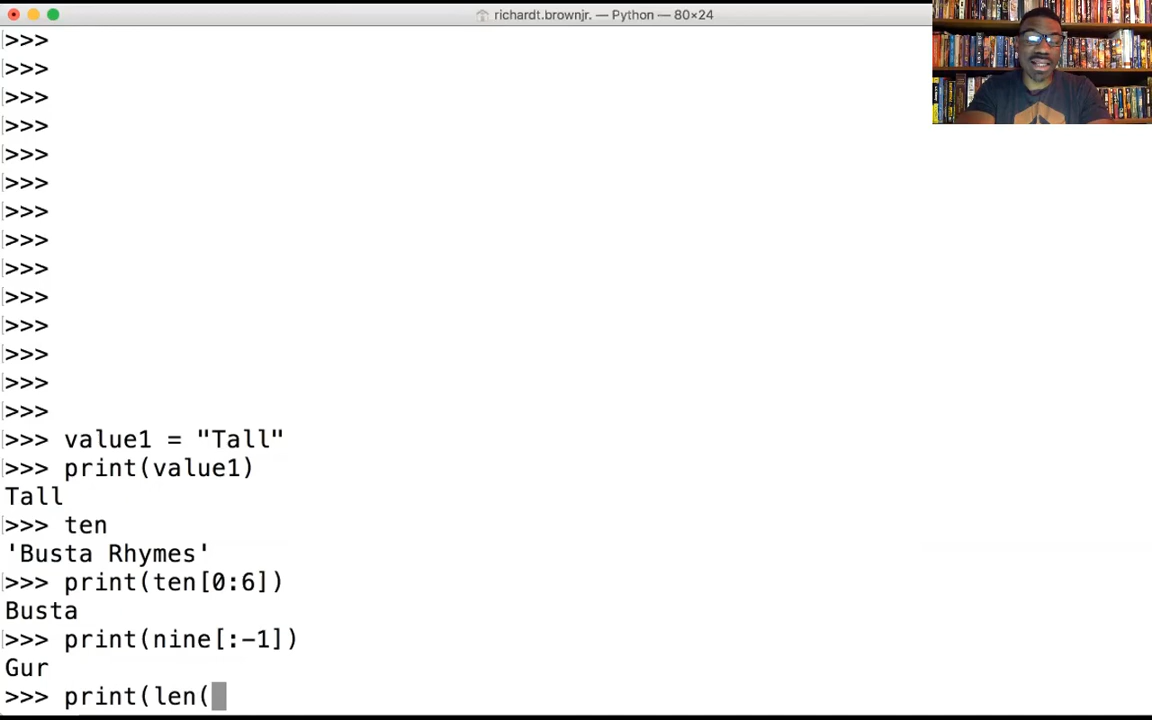 richardt.brownjr. — Python — 80×24
>>>
>>>
>>>
>>>
>>>
>>>
>>>
>>>
>>>
>>>
>>>
>>>
>>>
>>>
>>> value1 = "Tall"
>>> print(value1)
Tall
>>> ten
'Busta Rhymes'
>>> print(ten[0:6])
Busta
>>> print(nine[:-1])
Gur
>>> print(len(